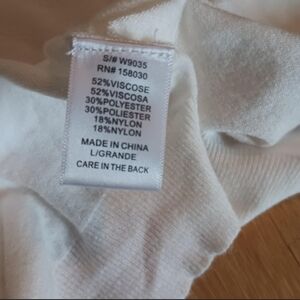 S/# W9035
RN# 158030
52%VISCOSE
52%VISCOSA
30%POLYESTER
30%POLIESTER
18%NYLON
18%NYLON
MADE IN CHINA
L/GRANDE
CARE IN THE BACK